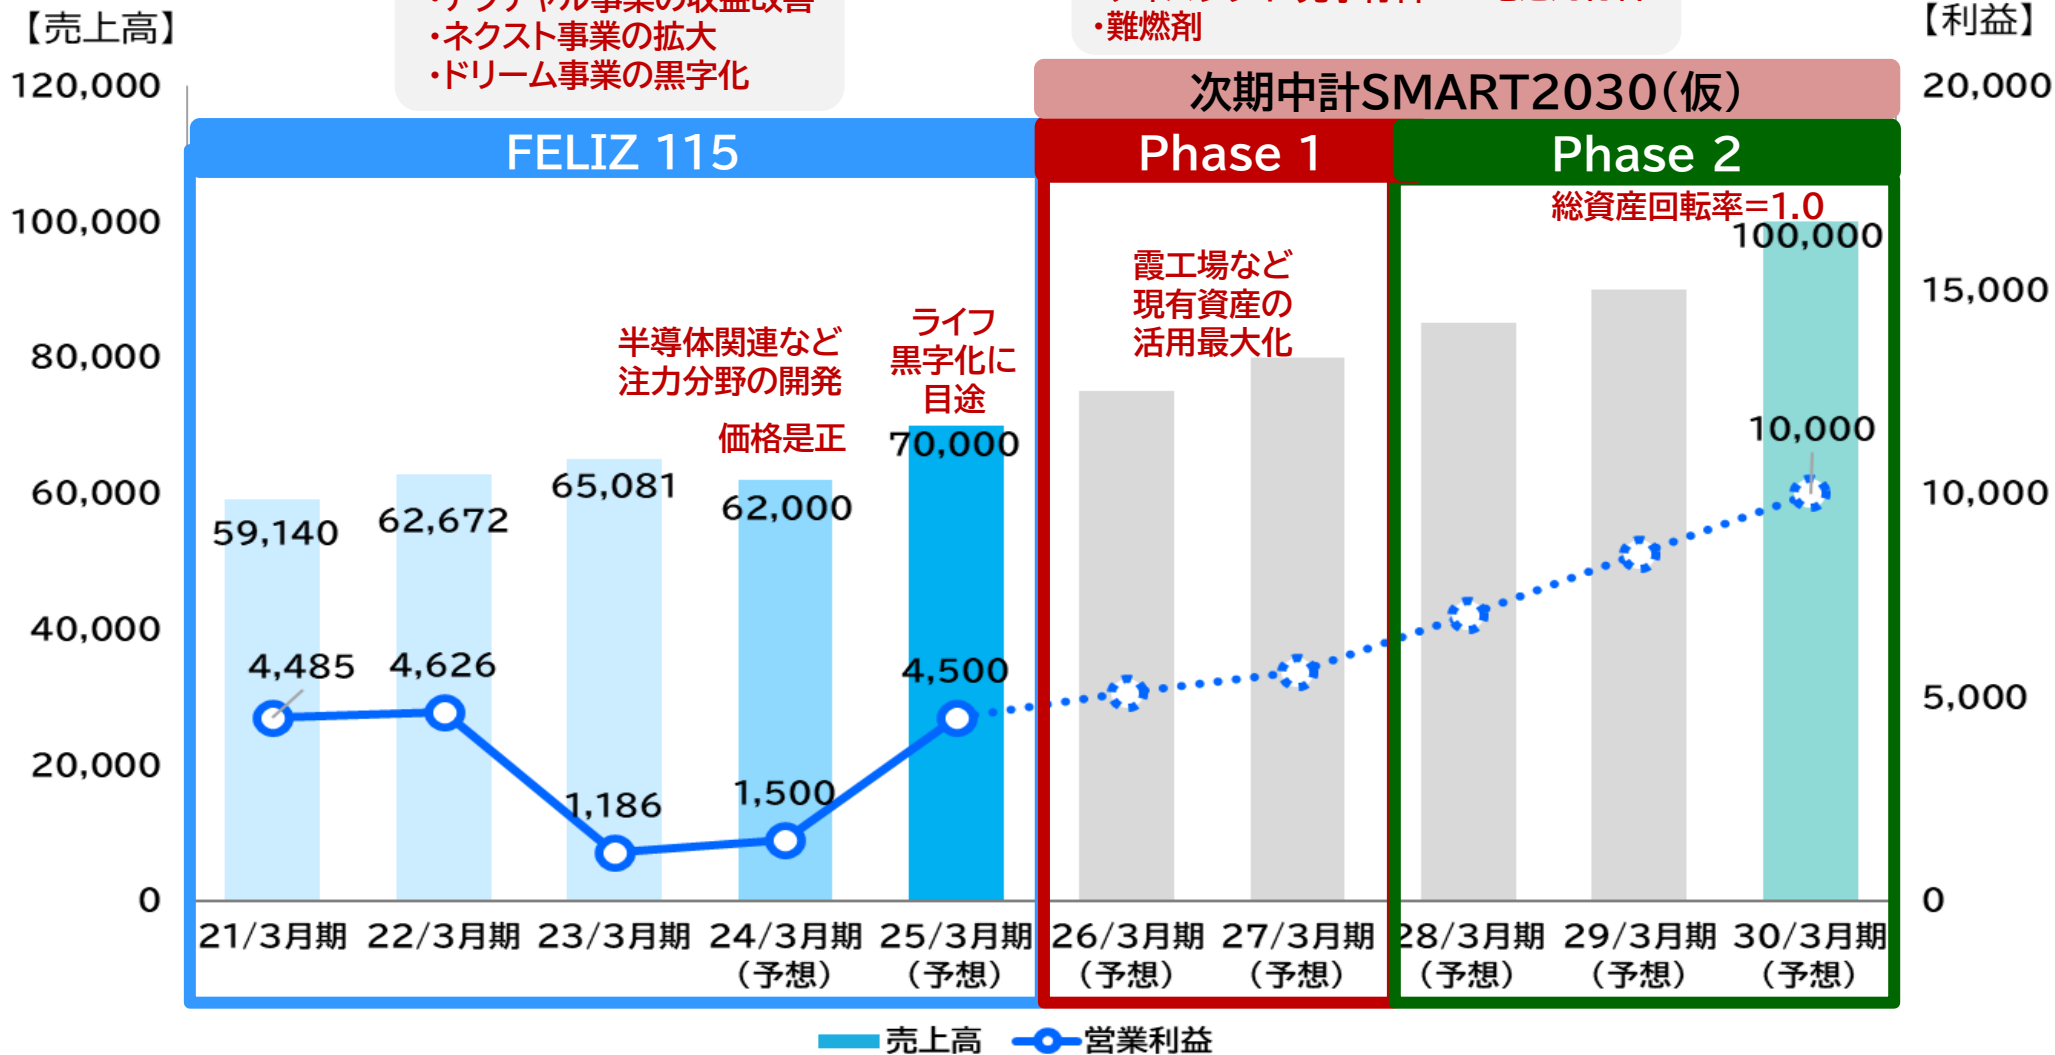 ・ネクスト事業の拡大
・ドリーム事業の黒字化
・難燃剤
【売上高】
【利益】
次期中計SMART2030（仮）
FELIZ 115
Phase 1
Phase 2
120,000
100,000
80,000
60,000
40,000
20,000
0
20,000
15,000
10,000
5,000
0
総資産回転率=1.0
霞工場など
現有資産の
活用最大化
半導体関連など
注力分野の開発
価格是正
ライフ
黒字化に
目途
59,140
62,672
65,081
62,000
70,000
100,000
4,485
4,626
1,186
1,500
4,500
10,000
21/3月期
22/3月期
23/3月期
24/3月期
（予想）
25/3月期
（予想）
26/3月期
（予想）
27/3月期
（予想）
28/3月期
（予想）
29/3月期
（予想）
30/3月期
（予想）
売上高
営業利益